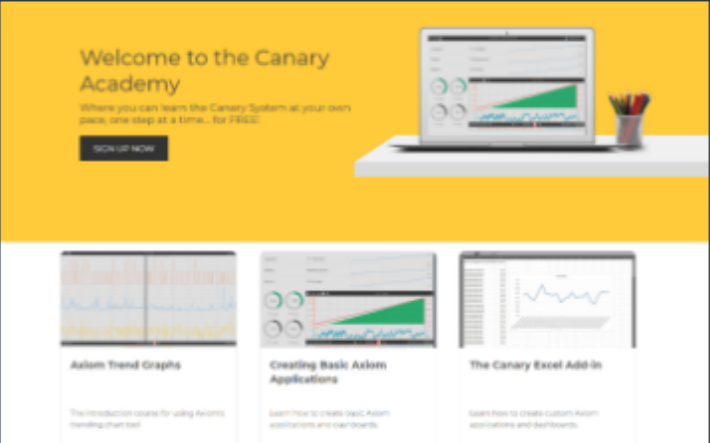 Welcome to the Canary
Academy
Where you can learn the Canary System at your own
pace, one step at a time... for FREE!
SIGN UP NOW
Axiom Trend Graphs
Creating Basic Axiom
Applications
The Canary Excel Add-in
The introduction course for using Axiom's
trending chart tool
Learn how to create basic Axiom
applications and dashboards.
Learn how to create custom Axiom
applications and dashboards.